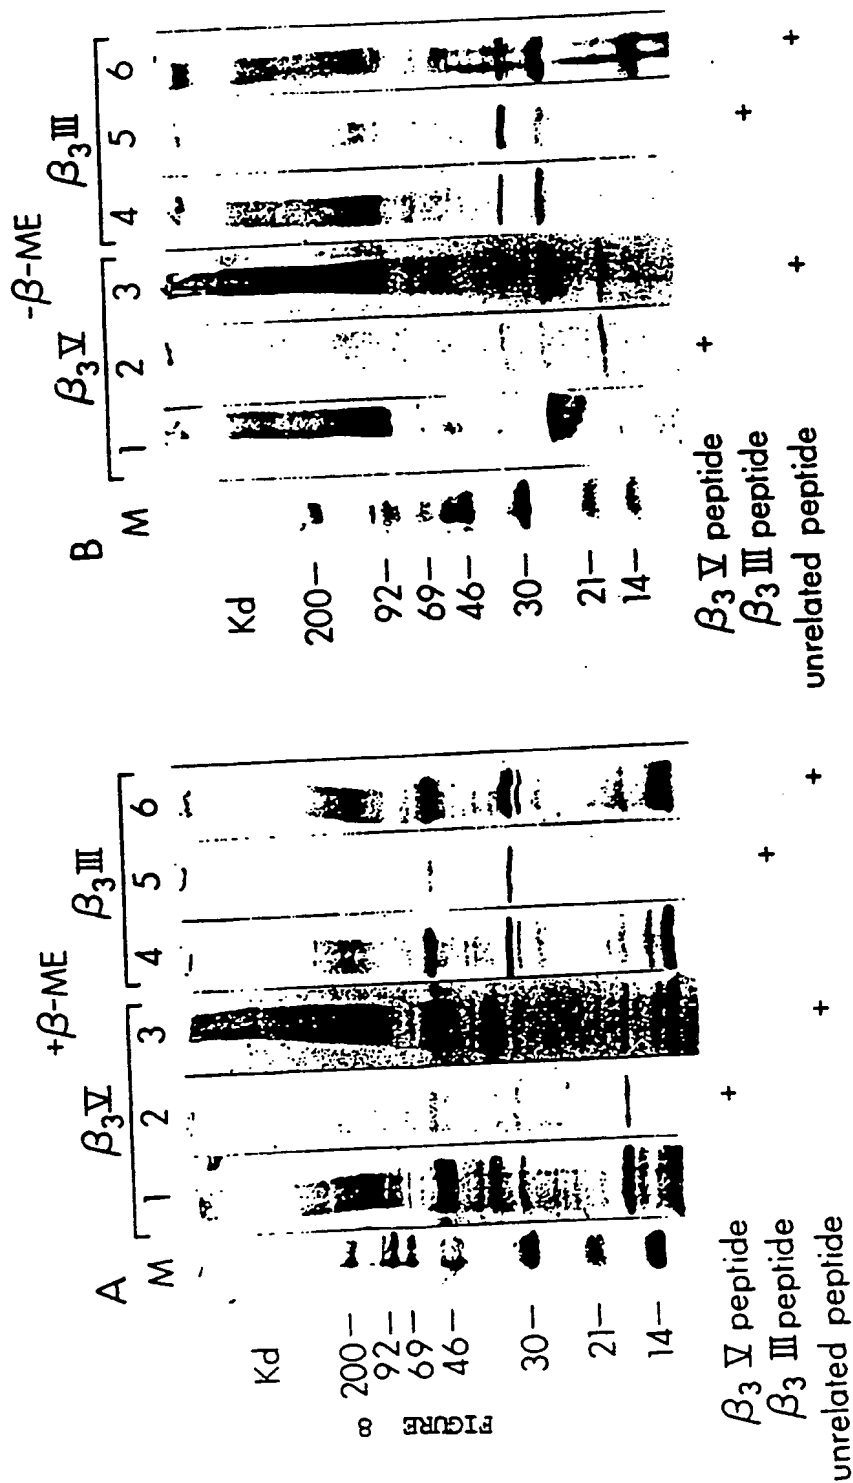 FIGURE 8
A
+β-ME
β₃V
β₃III
M 1 2 3 4 5 6
Kd
200—
92—
69—
46—
30—
21—
14—
β₃ V peptide +
β₃ III peptide +
unrelated peptide + +
B
-β-ME
β₃V
β₃III
M 1 2 3 4 5 6
Kd
200—
92—
69—
46—
30—
21—
14—
β₃ V peptide +
β₃ III peptide +
unrelated peptide + +